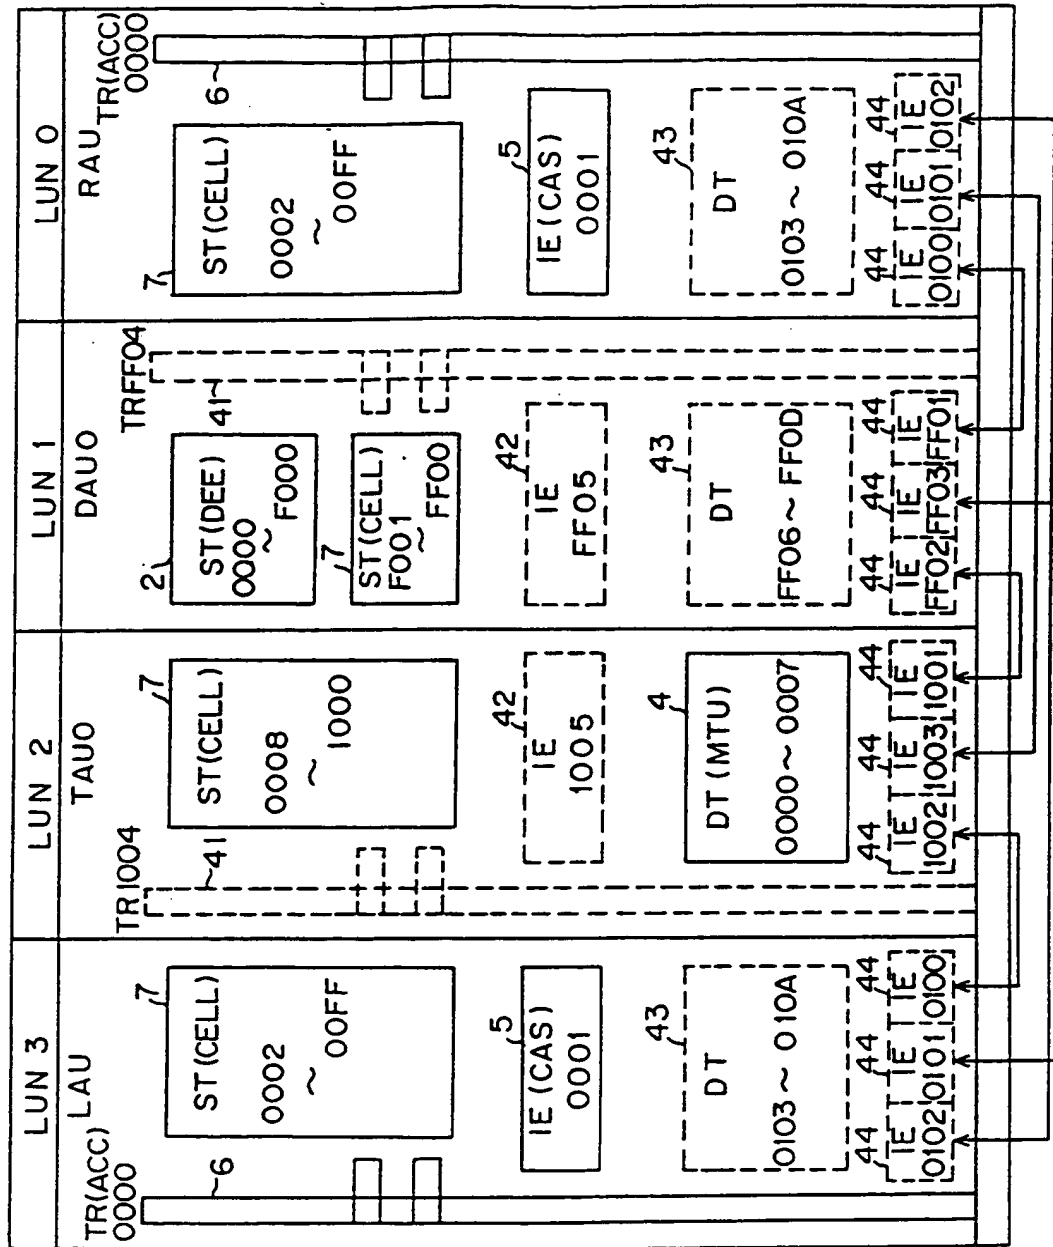 LUN 3
LAU
TR(ACC)
0000
6
7
ST(CELL)
0002
~
00FF
5
IE(CAS)
0001
43
DT
0103~010A
44
44
44
IE
IE
IE
0102
0101
0100
LUN 2
TAU0
TR1004
41
7
ST(CELL)
0008
~
1000
42
IE
1005
4
DT(MTU)
0000~0007
44
44
44
IE
IE
IE
1002
1003
1001
LUN 1
DAU0
TRFF04
41
2
ST(DEE)
0000
~
F000
7
ST(CELL)
F001
~
FF00
42
IE
FF05
43
DT
FF06~FF0D
44
44
44
IE
IE
IE
FF02
FF03
FF01
LUN 0
RAU
TR(ACC)
0000
6
7
ST(CELL)
0002
~
00FF
5
IE(CAS)
0001
43
DT
0103~010A
44
44
44
IE
IE
IE
0100
0101
0102